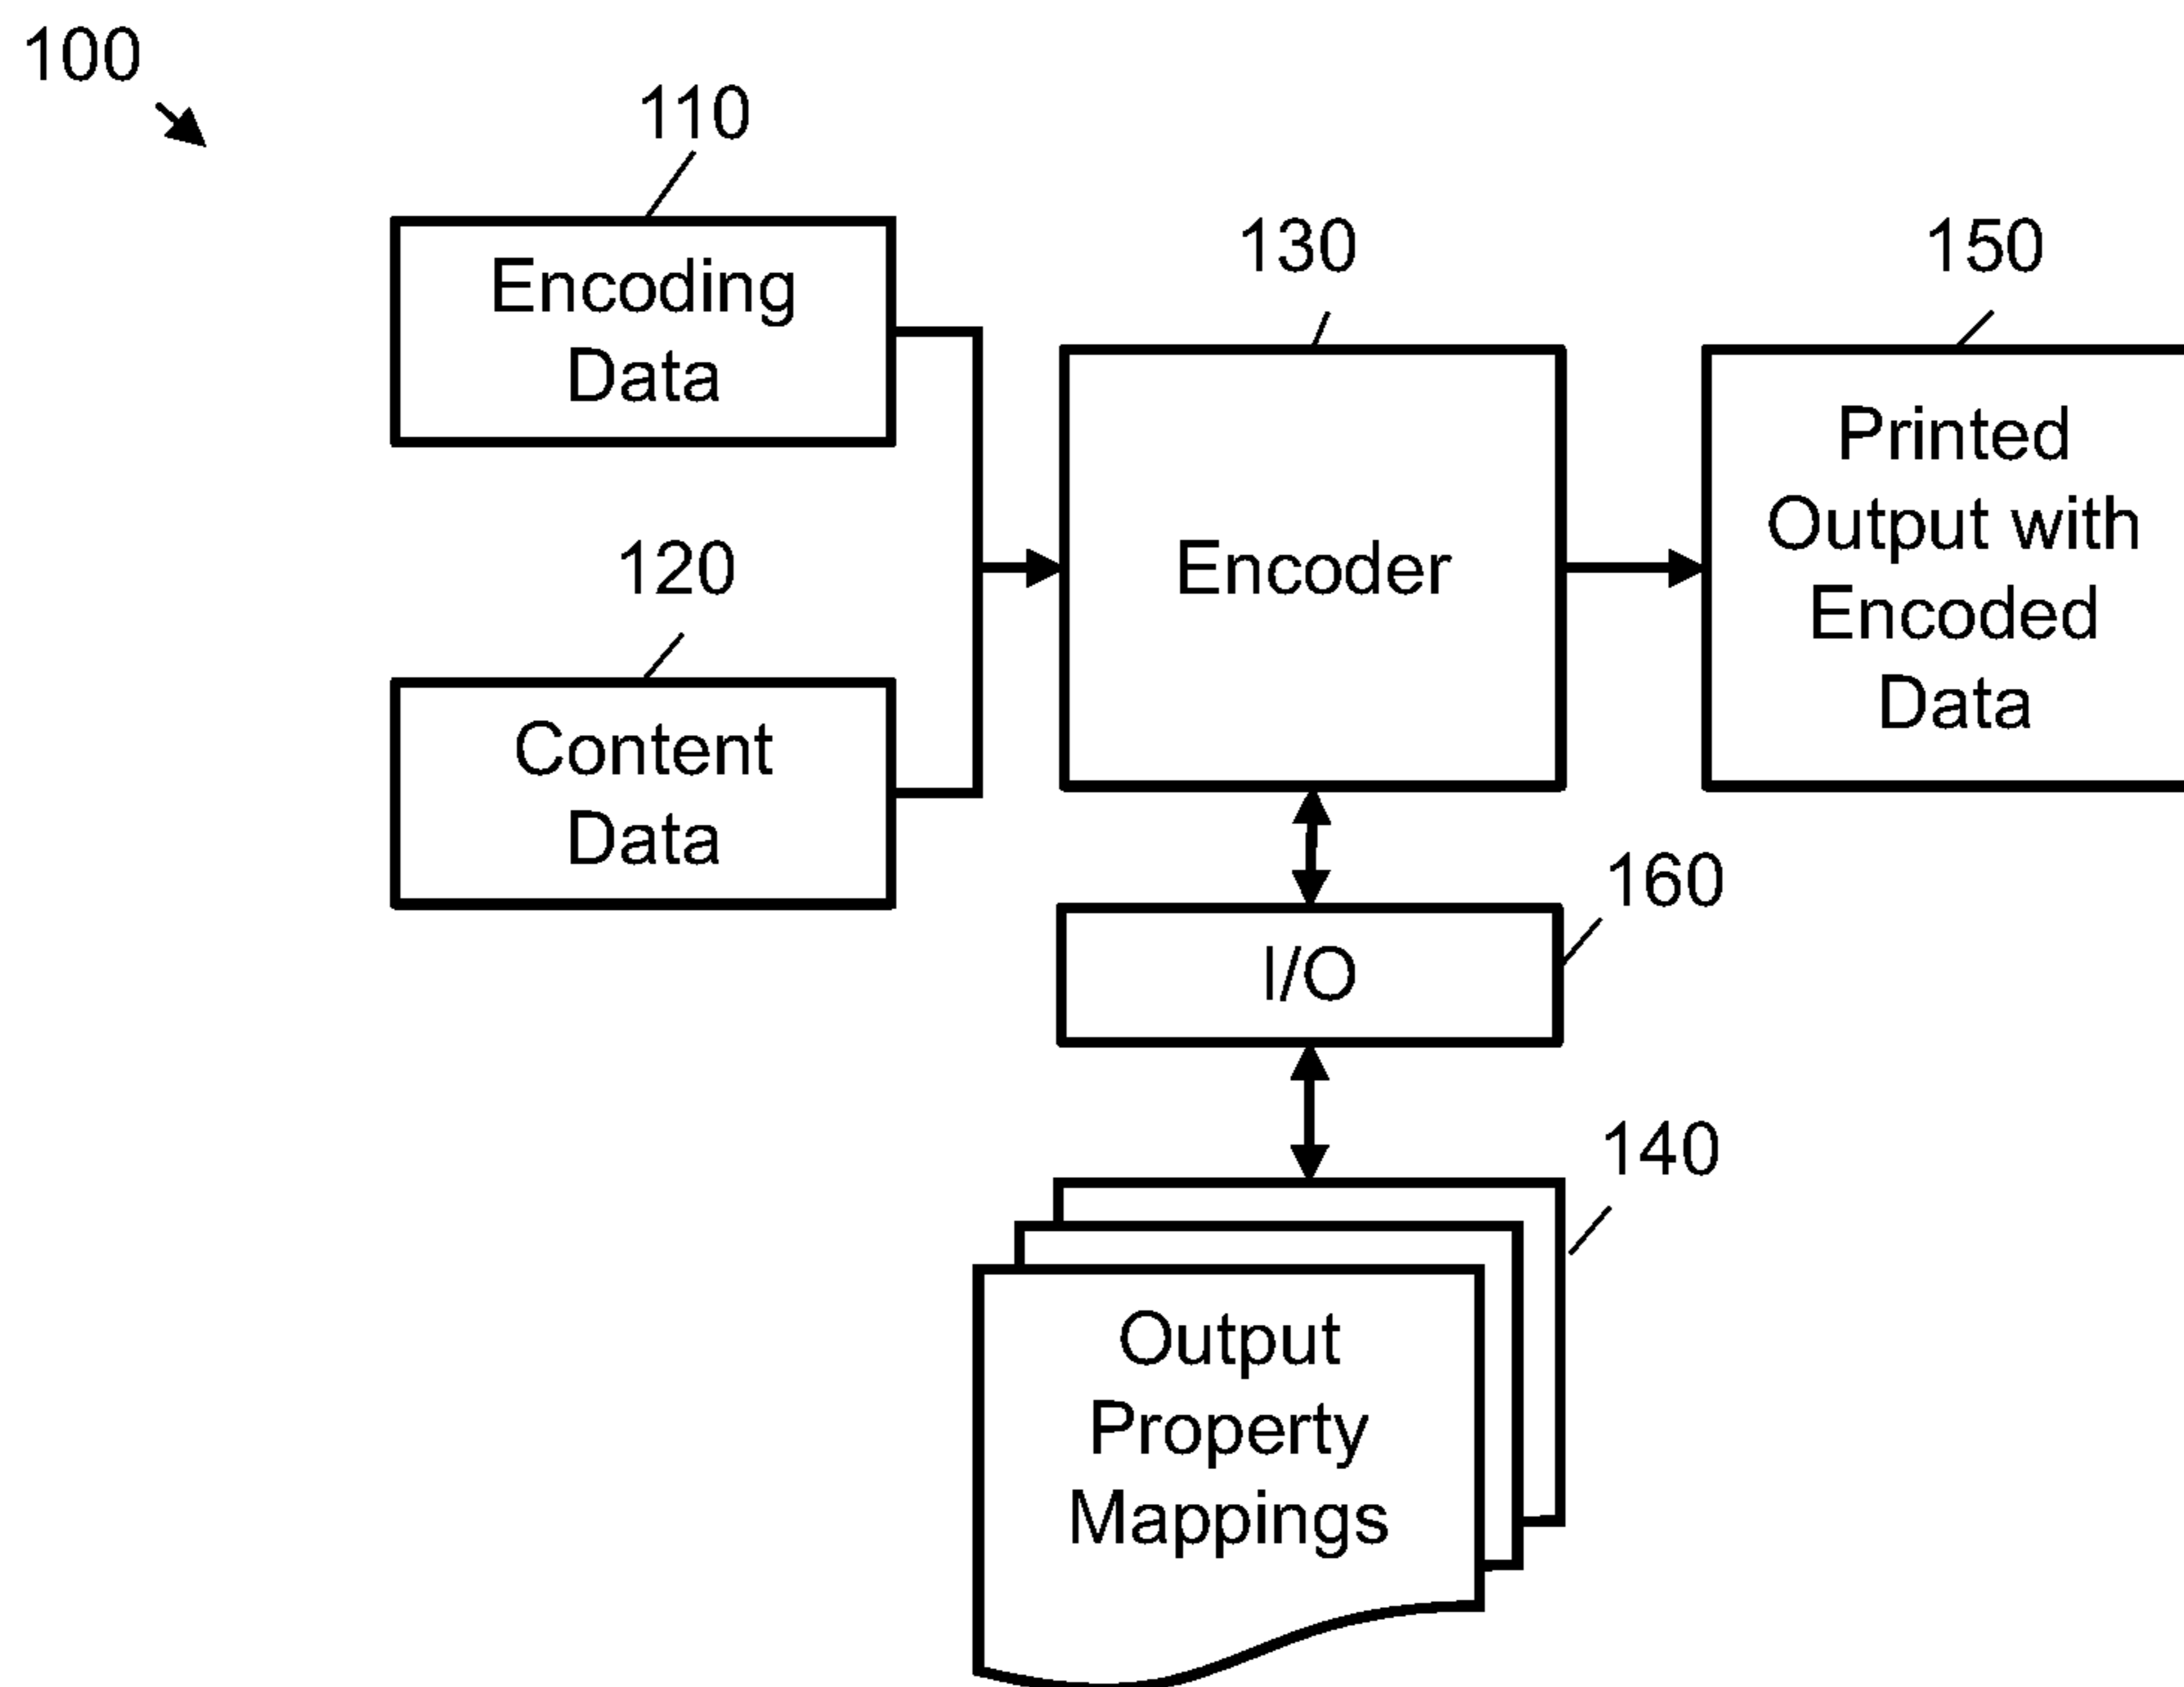 100
110
Encoding
Data
120
Content
Data
130
Encoder
150
Printed
Output with
Encoded
Data
160
I/O
140
Output
Property
Mappings